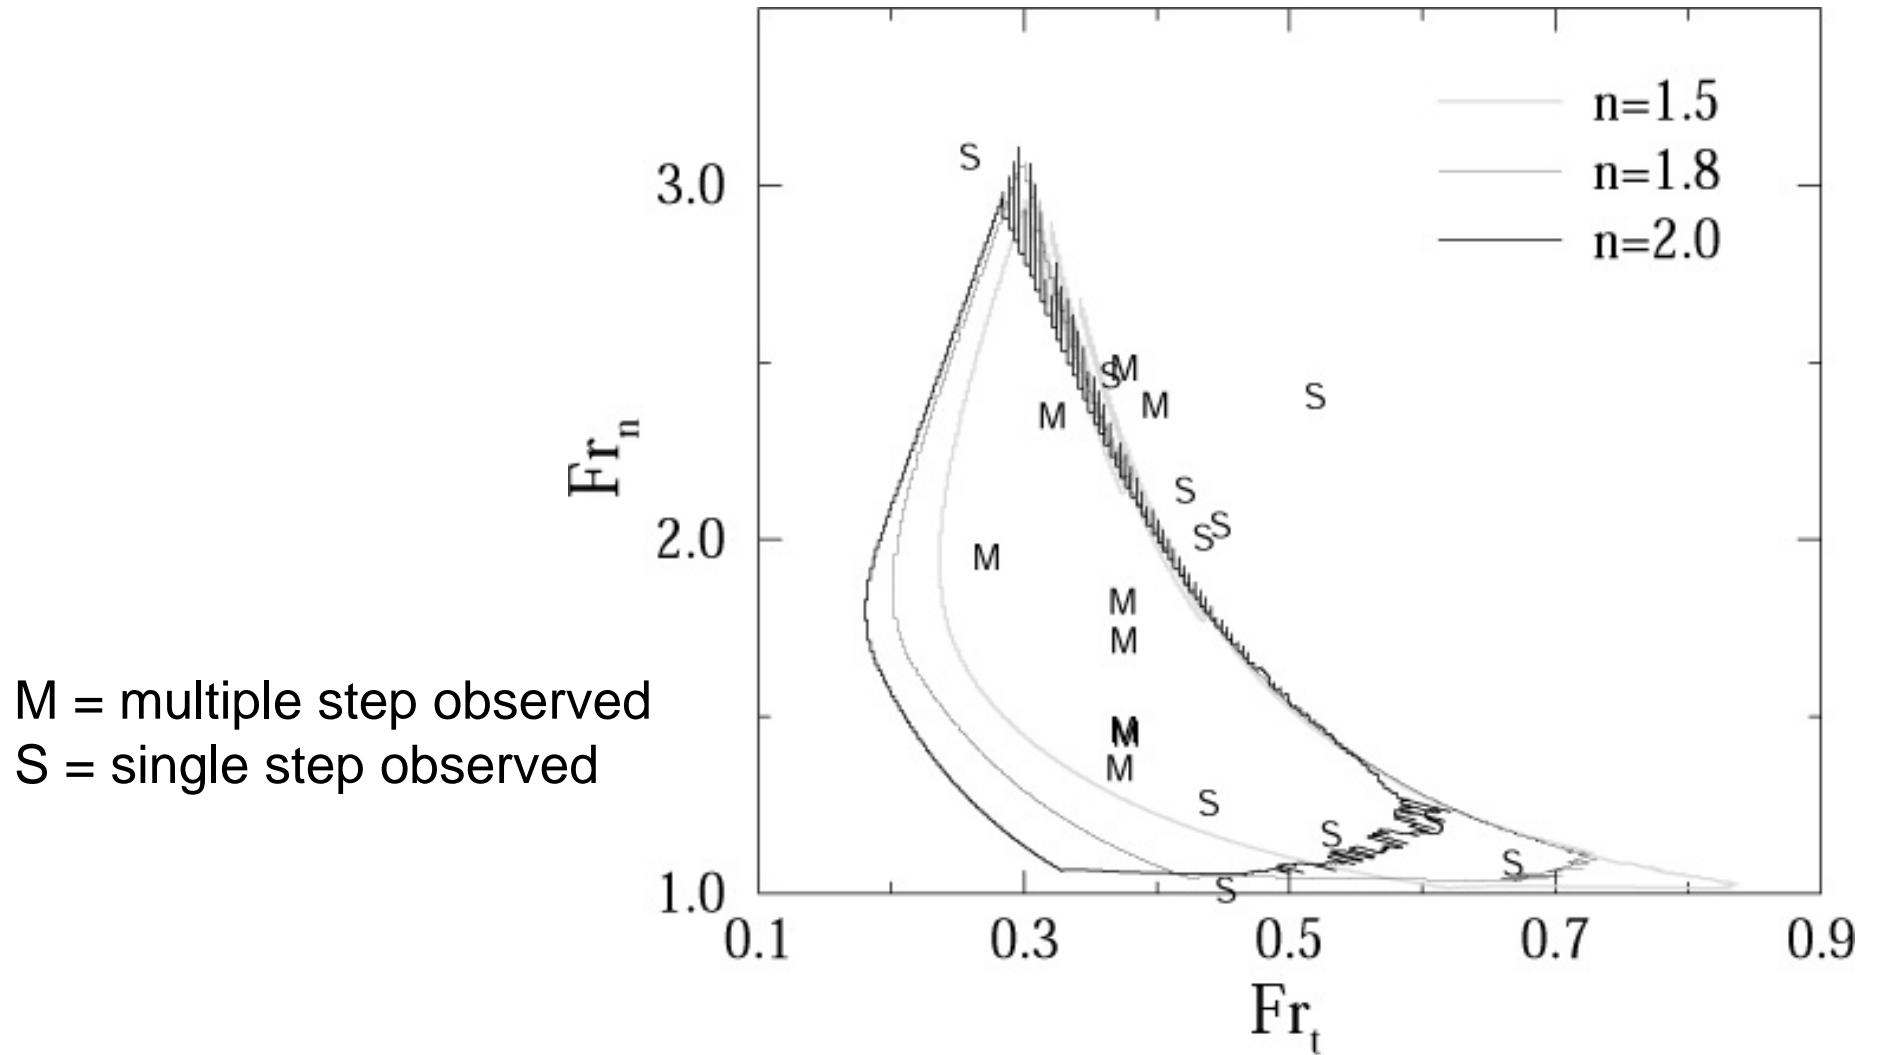 n=1.5
n=1.8
n=2.0
3.0
2.0
1.0
Fr_n
S
M
S
M
M
S
S
S
S
M
M
M
M
M
M
S
S
S
S
M = multiple step observed
S = single step observed
0.1 0.3 0.5 0.7 0.9
Fr_t